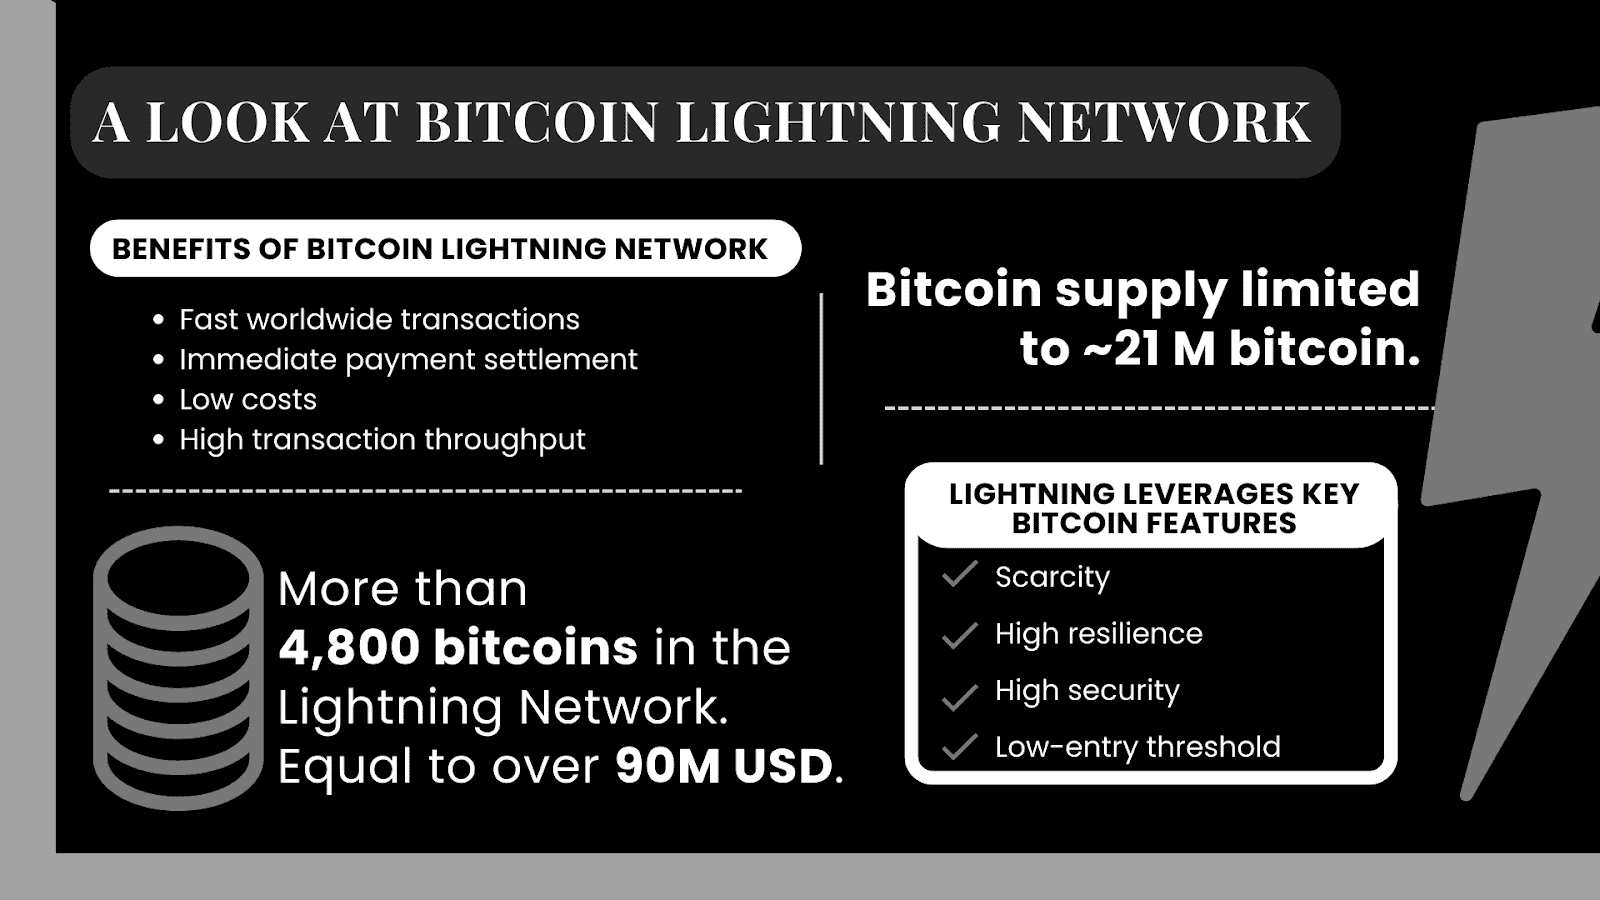 A LOOK AT BITCOIN LIGHTNING NETWORK
BENEFITS OF BITCOIN LIGHTNING NETWORK
Fast worldwide transactions
Immediate payment settlement
Low costs
High transaction throughput
More than
4,800 bitcoins in the
Lightning Network.
Equal to over 90M USD.
Bitcoin supply limited
to ~21 M bitcoin.
LIGHTNING LEVERAGES KEY
BITCOIN FEATURES
Scarcity
High resilience
High security
Low-entry threshold